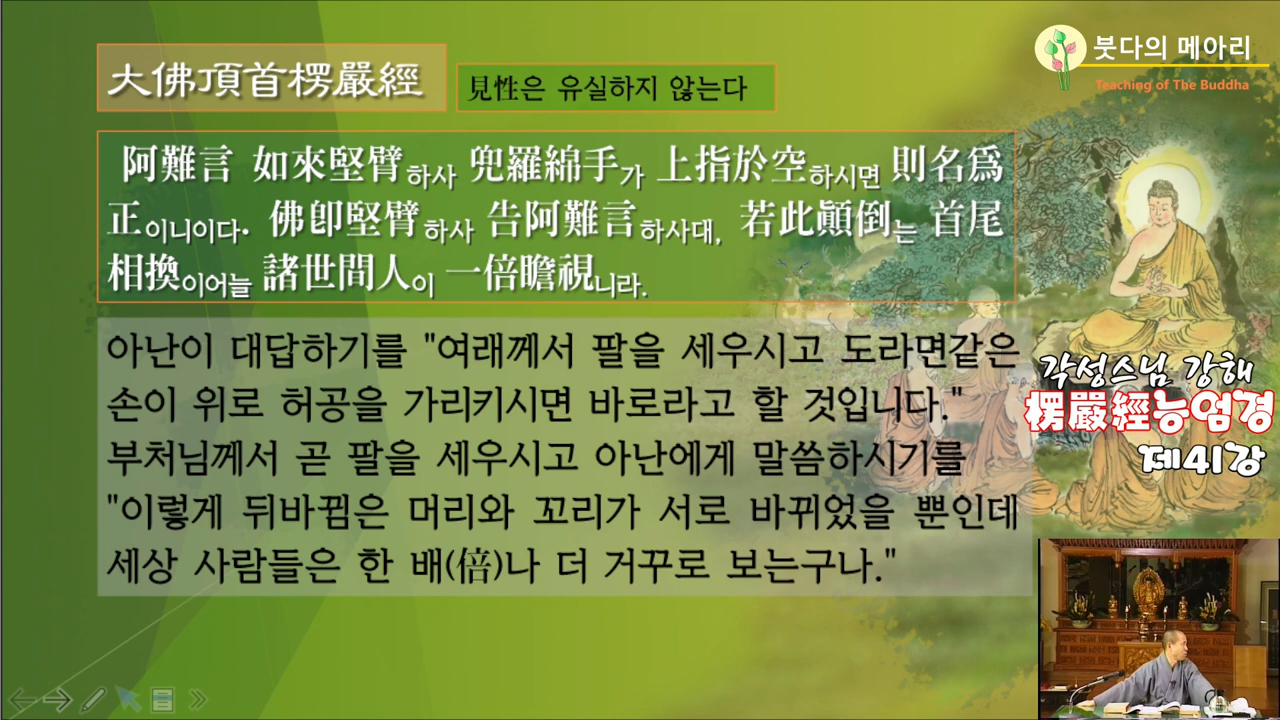 大佛頂首楞嚴經
見性은 유실하지 않는다
붓다의 메아리
Teaching of The Buddha
阿難言 如來堅臂하사 兜羅綿手가 上指於空하시면 則名爲
正이니이다. 佛卽堅臂하사 告阿難言하사대, 若此顚倒는 首尾
相換이어늘 諸世間人이 一倍瞻視니라.
아난이 대답하기를 "여래께서 팔을 세우시고 도라면같은
손이 위로 허공을 가리키시면 바로라고 할 것입니다."
부처님께서 곧 팔을 세우시고 아난에게 말씀하시기를
"이렇게 뒤바뀜은 머리와 꼬리가 서로 바뀌었을 뿐인데
세상 사람들은 한 배(倍)나 더 거꾸로 보는구나."
각성스님 강해
楞嚴經능엄경
제41강